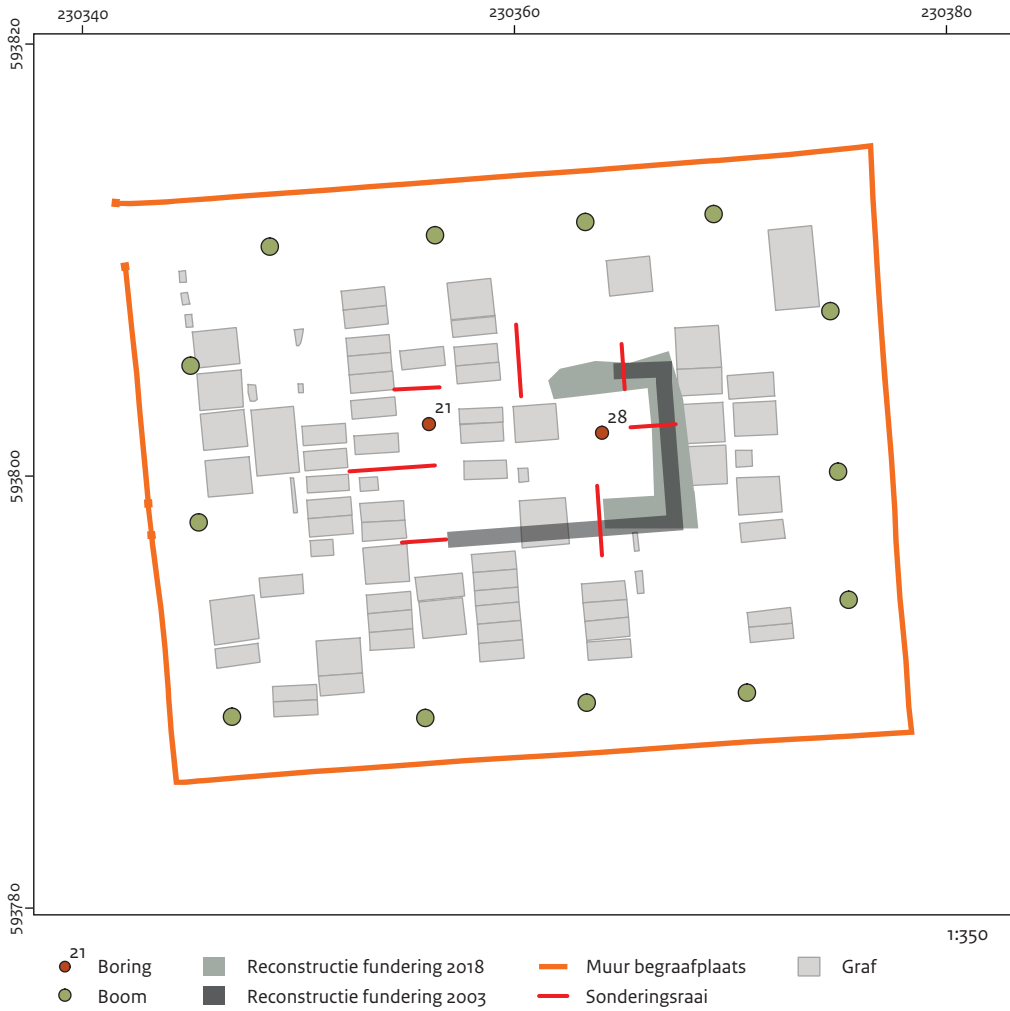 230340
230360
230380
593820
593800
593780
21
28
1:350
21
Boring
Boom
Reconstructie fundering 2018
Reconstructie fundering 2003
Muur begraafplaats
Sonderingsraai
Graf